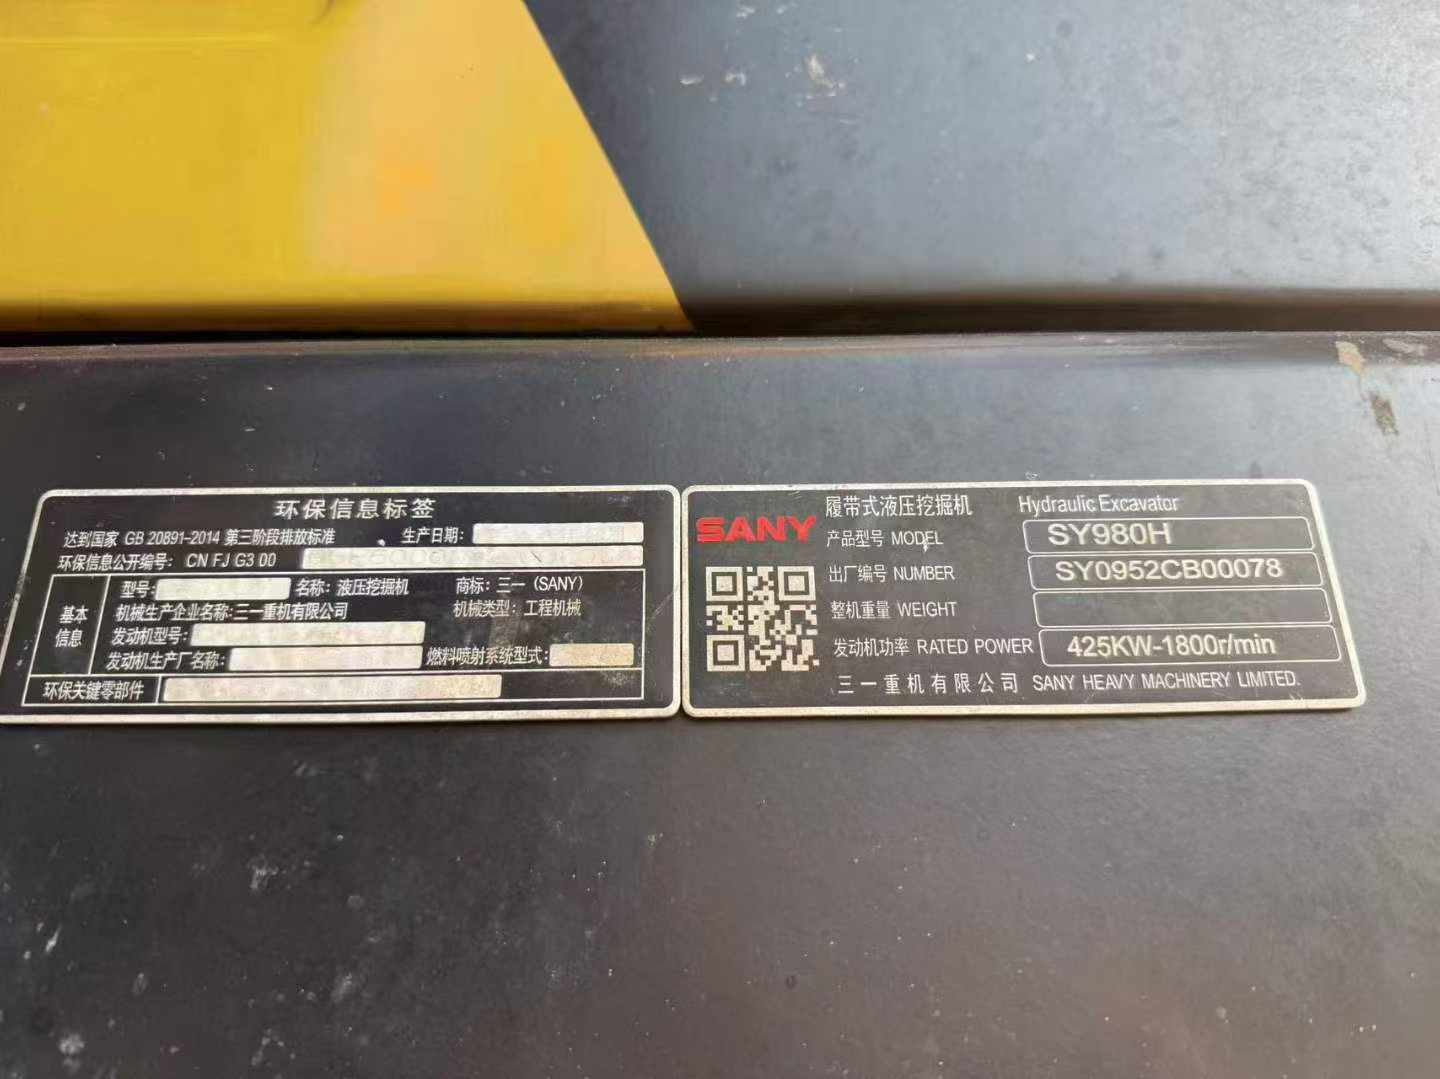 环保信息标签
达到国家 GB 20891-2014 第三阶段排放标准 生产日期:
环保信息公开编号: CN FJ G3 00
基本信息
型号: 名称: 液压挖掘机 商标: 三一 (SANY)
机械生产企业名称:三一重机有限公司 机械类型: 工程机械
发动机型号:
发动机生产厂名称: 燃料喷射系统型式:
环保关键零部件
SANY
履带式液压挖掘机 Hydraulic Excavator
产品型号 MODEL SY980H
出厂编号 NUMBER SY0952CB00078
整机重量 WEIGHT
发动机功率 RATED POWER 425KW-1800r/min
三一重机有限公司 SANY HEAVY MACHINERY LIMITED.